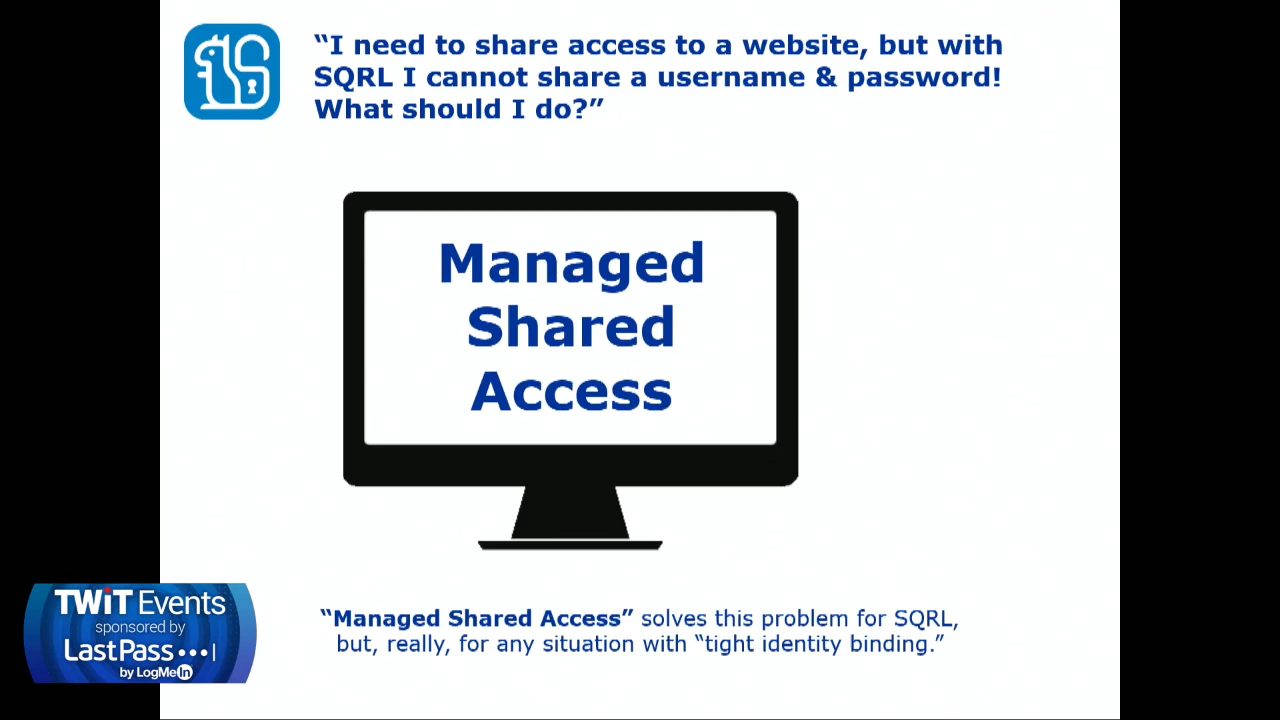 “I need to share access to a website, but with
SQRL I cannot share a username & password!
What should I do?”
Managed
Shared
Access
“Managed Shared Access” solves this problem for SQRL,
but, really, for any situation with “tight identity binding.”
TWiT Events
sponsored by
LastPass •••|
by LogMeIn